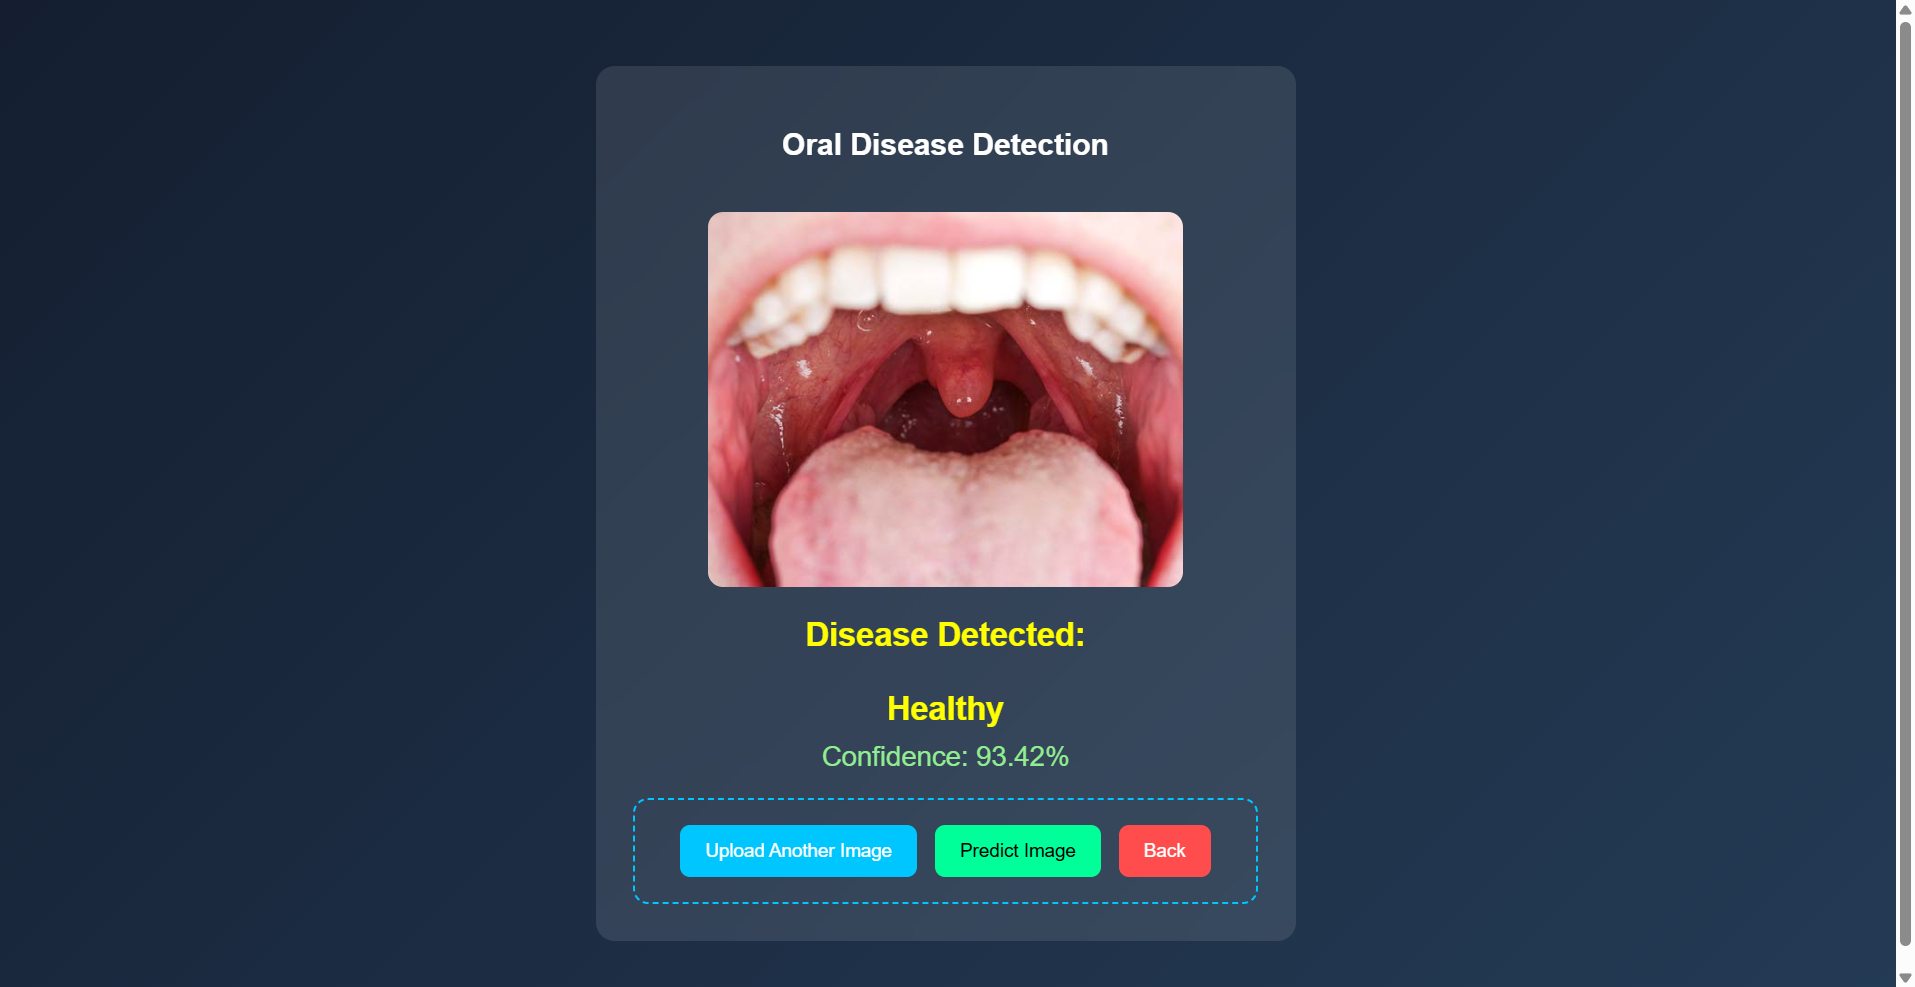 Oral Disease Detection
Disease Detected:
Healthy
Confidence: 93.42%
Upload Another Image
Predict Image
Back